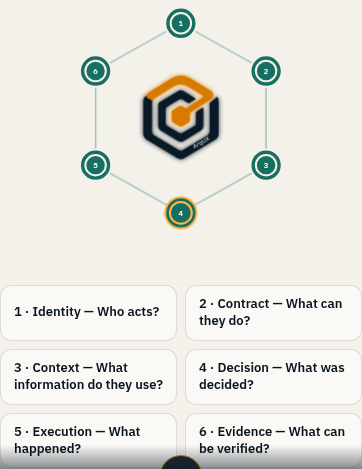 1
6
2
5
3
4
1 · Identity — Who acts?
2 · Contract — What can
they do?
3 · Context — What
information do they use?
4 · Decision — What was
decided?
5 · Execution — What
happened?
6 · Evidence — What can
be verified?